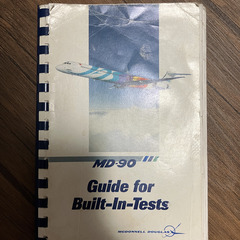 MD-90
Guide for
Built-In-Tests
MCDONNELL DOUGLAS